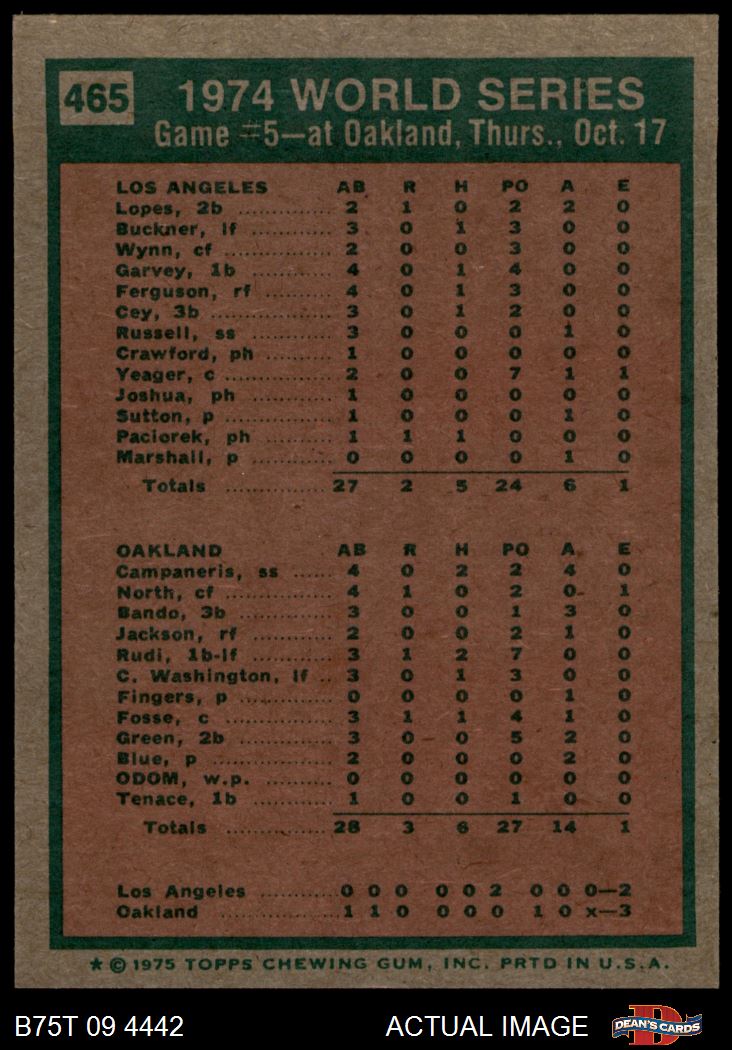 465
1974 WORLD SERIES
Game #5—at Oakland, Thurs., Oct. 17
LOS ANGELES AB R H PO A E
Lopes, 2b ............. 2 1 0 2 2 0
Buckner, lf ............ 3 0 1 3 0 0
Wynn, cf ............... 2 0 0 3 0 0
Garvey, 1b ........... 4 0 1 4 0 0
Ferguson, rf ......... 4 0 1 3 0 0
Cey, 3b ................. 3 0 1 2 0 0
Russell, ss ............ 3 0 0 0 1 0
Crawford, ph ........ 1 0 0 0 0 0
Yeager, c .............. 2 0 0 7 1 1
Joshua, ph ........... 1 0 0 0 0 0
Sutton, p .............. 1 0 0 0 1 0
Paciorek, ph ......... 1 1 1 0 0 0
Marshall, p ........... 0 0 0 0 1 0
Totals ............... 27 2 5 24 6 1
OAKLAND AB R H PO A E
Campaneris, ss ...... 4 0 2 2 4 0
North, cf ............... 4 1 0 2 0 1
Bando, 3b ............. 3 0 0 1 3 0
Jackson, rf ........... 2 0 0 2 1 0
Rudi, 1b-lf ............ 3 1 2 7 0 0
C. Washington, lf .. 3 0 1 3 0 0
Fingers, p ............. 0 0 0 0 1 0
Fosse, c ................ 3 1 1 4 1 0
Green, 2b .............. 3 0 0 5 2 0
Blue, p .................. 2 0 0 0 2 0
ODOM, w.p. ........... 0 0 0 0 0 0
Tenace, 1b ............ 1 0 0 1 0 0
Totals ............... 28 3 6 27 14 1
Los Angeles ........... 0 0 0 0 0 2 0 0 0—2
Oakland ................. 1 1 0 0 0 0 1 0 x—3
★ © 1975 TOPPS CHEWING GUM, INC. PRTD IN U.S.A.
B75T 09 4442 ACTUAL IMAGE D DEAN'S CARDS